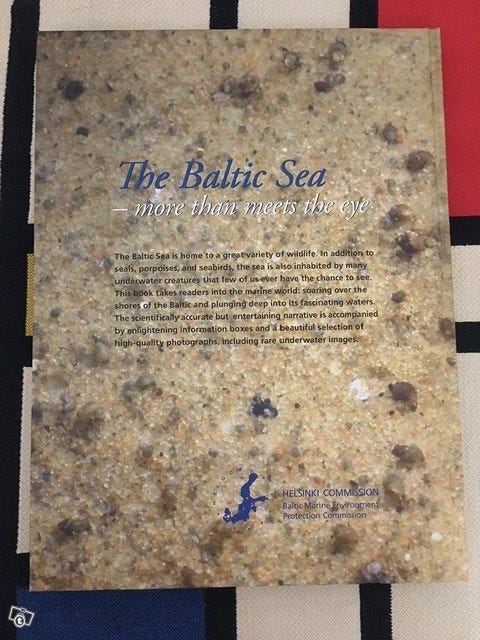 The Baltic Sea
– more than meets the eye
The Baltic Sea is home to a great variety of wildlife. In addition to
seals, porpoises, and seabirds, the sea is also inhabited by many
underwater creatures that few of us ever have the chance to see.
This book takes readers into the marine world: soaring over the
shores of the Baltic and plunging deep into its fascinating waters.
The scientifically accurate but entertaining narrative is accompanied
by enlightening information boxes and a beautiful selection of
high-quality photographs, including rare underwater images.
HELCOM
HELSINKI COMMISSION
Baltic Marine Environment
Protection Commission